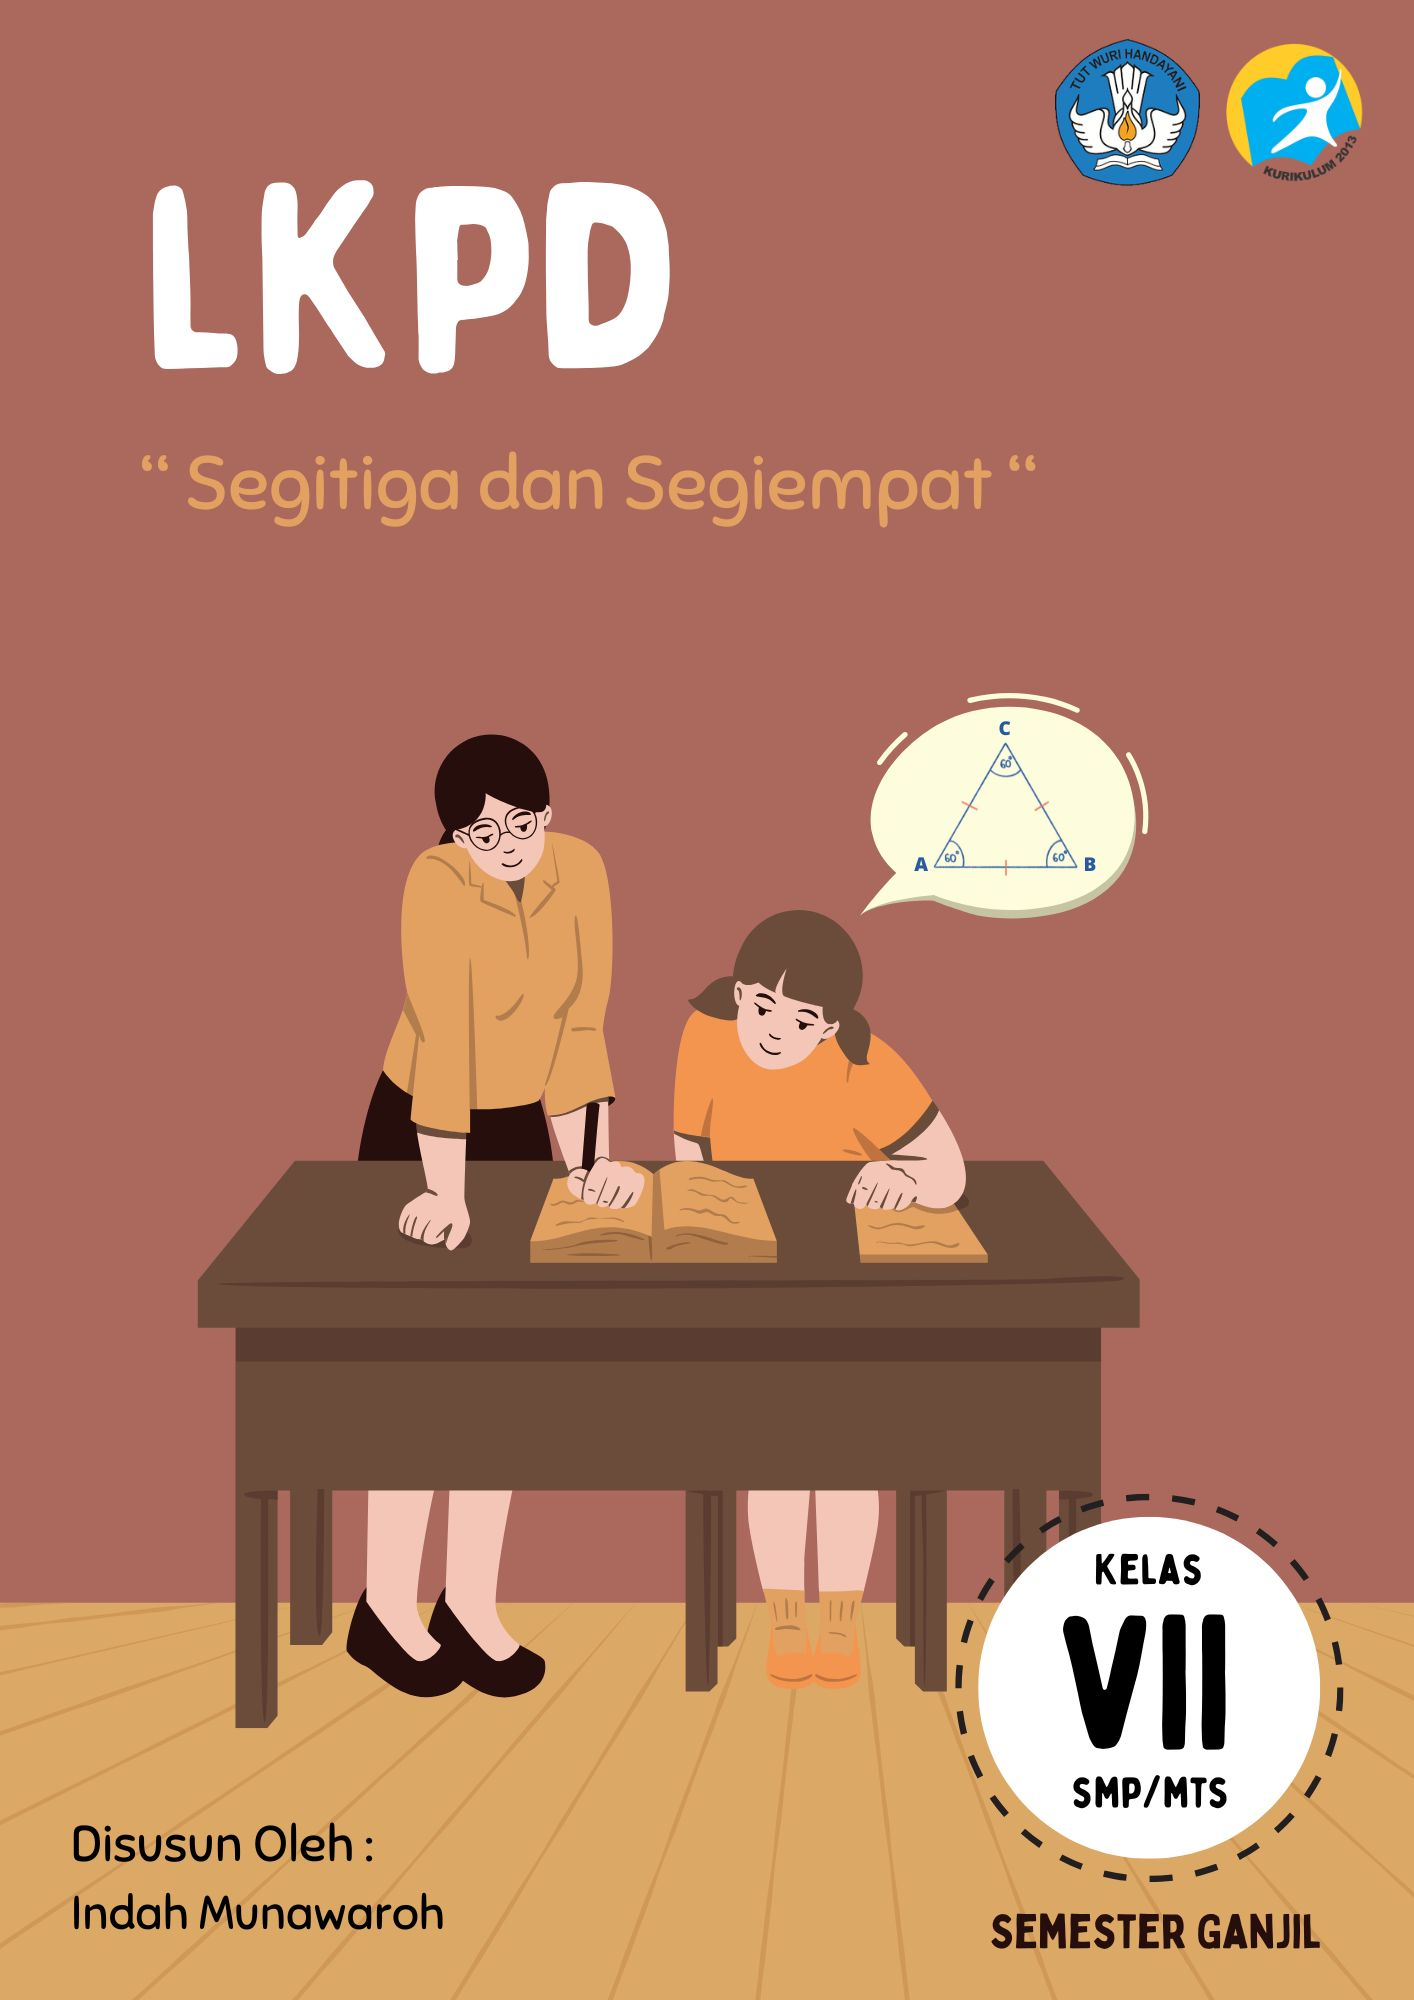 TUT WURI HANDAYANI
KURIKULUM 2013
LKPD
“ Segitiga dan Segiempat “
C
60°
A 60° 60° B
KELAS
VII
SMP/MTS
Disusun Oleh :
Indah Munawaroh
SEMESTER GANJIL